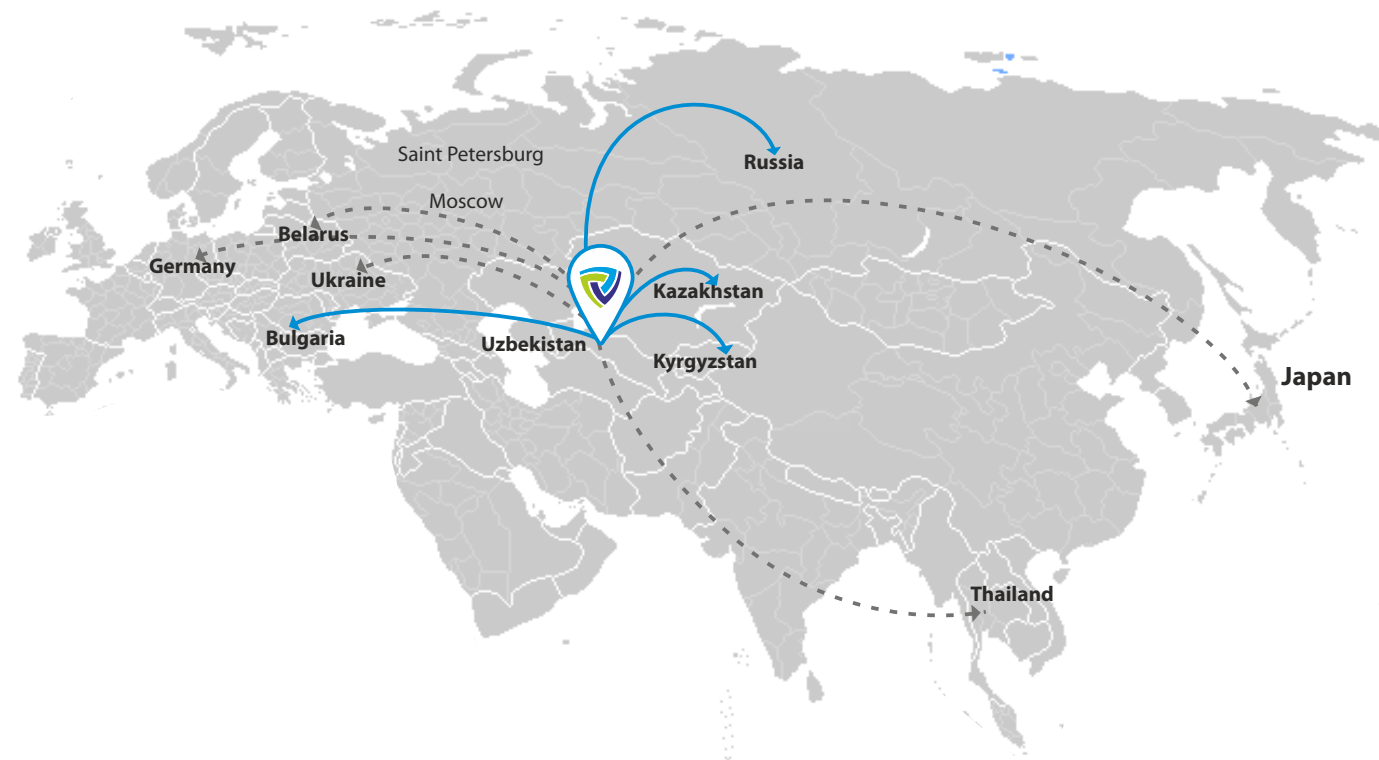 Saint Petersburg
Russia
Moscow
Belarus
Germany
Ukraine
Kazakhstan
Bulgaria
Uzbekistan
Kyrgyzstan
Japan
Thailand